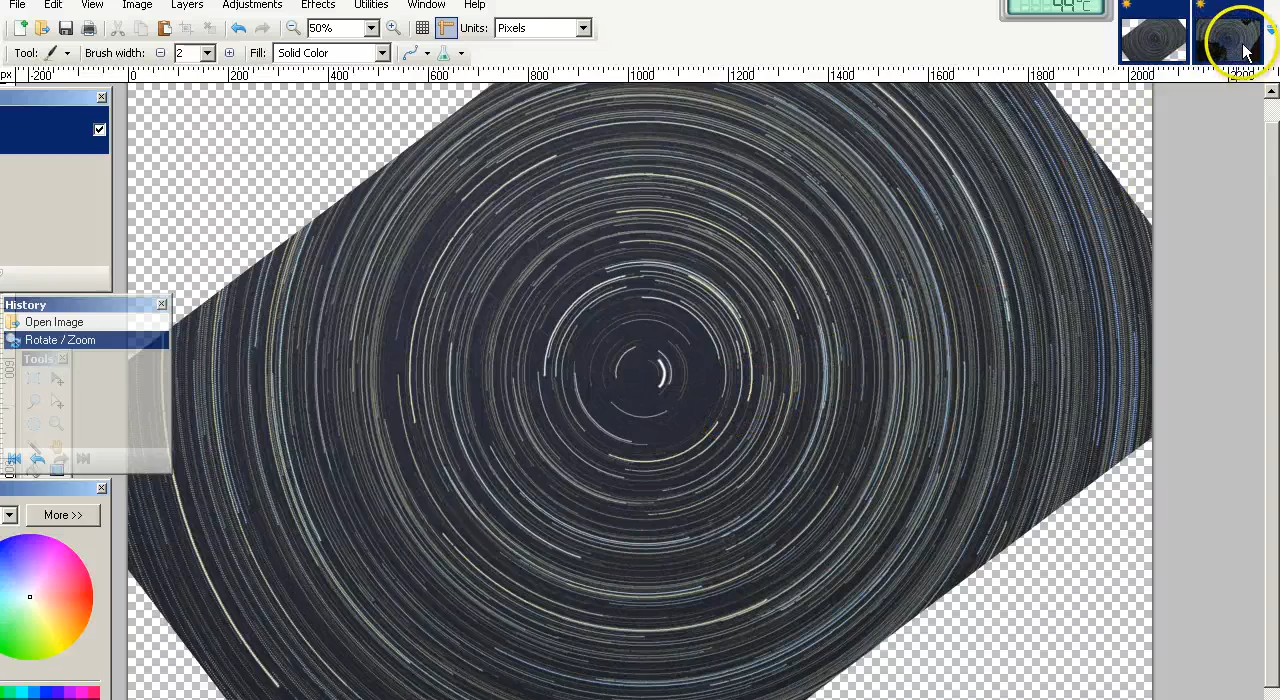 File Edit View Image Layers Adjustments Effects Utilities Window Help
44°C
50% Units: Pixels
Tool: Brush width: 2 Fill: Solid Color
px -200 0 200 400 600 800 1000 1200 1400 1600 1800 2000 2200
History
Open Image
Rotate / Zoom
Tools
More >>